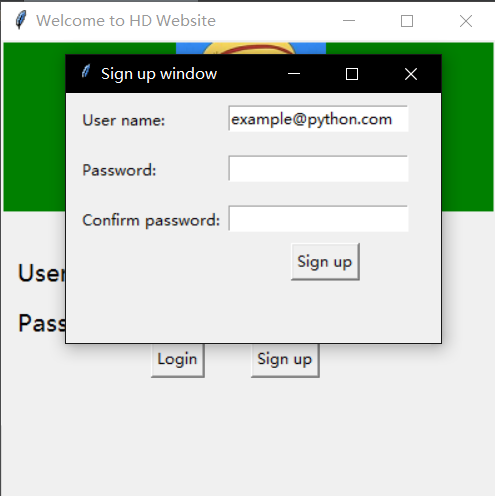 Welcome to HD Website
Sign up window
User name:
example@python.com
Password:
Confirm password:
Sign up
User
Pass
Login
Sign up